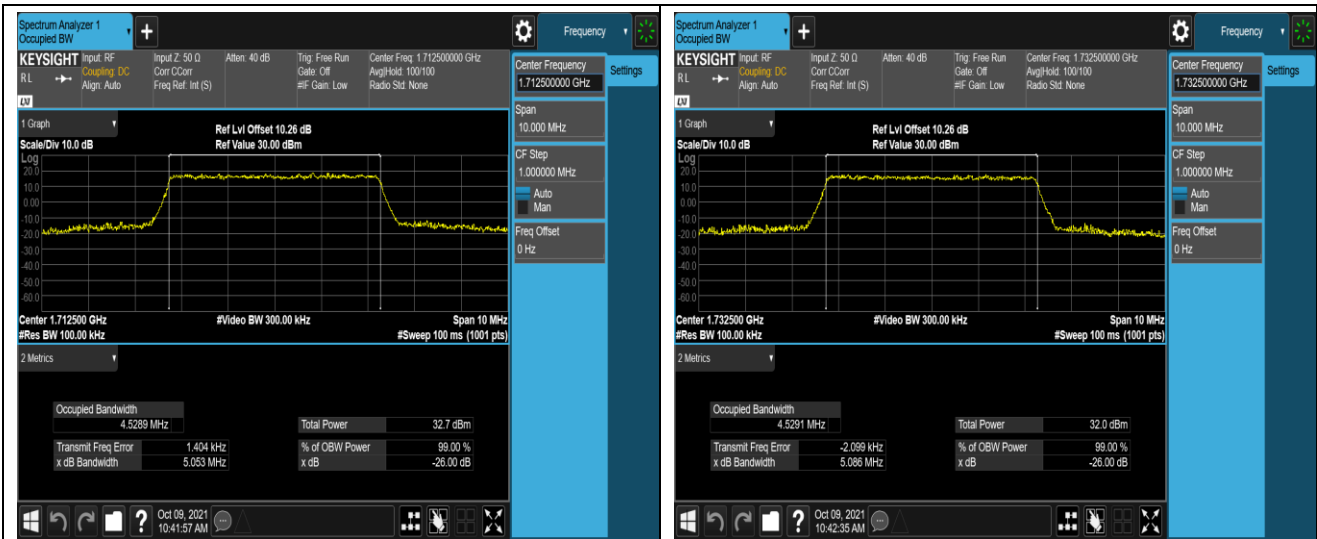 Spectrum Analyzer 1
Occupied BW
Frequency
KEYSIGHT
R L
LXI
Input: RF
Coupling: DC
Align: Auto
Input Z: 50 Ω
Corr CCorr
Freq Ref: Int (S)
Atten: 40 dB
Trig: Free Run
Gate: Off
#IF Gain: Low
Center Freq: 1.712500000 GHz
Avg|Hold: 100/100
Radio Std: None
Center Frequency
1.712500000 GHz
Settings
Span
10.000 MHz
CF Step
1.000000 MHz
Auto
Man
Freq Offset
0 Hz
1 Graph
Ref Lvl Offset 10.26 dB
Scale/Div 10.0 dB
Ref Value 30.00 dBm
Log
20.0
10.0
0.00
-10.0
-20.0
-30.0
-40.0
-50.0
-60.0
Center 1.712500 GHz
#Video BW 300.00 kHz
Span 10 MHz
#Res BW 100.00 kHz
#Sweep 100 ms (1001 pts)
2 Metrics
Occupied Bandwidth
4.5289 MHz
Total Power 32.7 dBm
Transmit Freq Error 1.404 kHz
% of OBW Power 99.00 %
x dB Bandwidth 5.053 MHz
x dB -26.00 dB
Oct 09, 2021
10:41:57 AM
Spectrum Analyzer 1
Occupied BW
Frequency
KEYSIGHT
R L
LXI
Input: RF
Coupling: DC
Align: Auto
Input Z: 50 Ω
Corr CCorr
Freq Ref: Int (S)
Atten: 40 dB
Trig: Free Run
Gate: Off
#IF Gain: Low
Center Freq: 1.732500000 GHz
Avg|Hold: 100/100
Radio Std: None
Center Frequency
1.732500000 GHz
Settings
Span
10.000 MHz
CF Step
1.000000 MHz
Auto
Man
Freq Offset
0 Hz
1 Graph
Ref Lvl Offset 10.26 dB
Scale/Div 10.0 dB
Ref Value 30.00 dBm
Log
20.0
10.0
0.00
-10.0
-20.0
-30.0
-40.0
-50.0
-60.0
Center 1.732500 GHz
#Video BW 300.00 kHz
Span 10 MHz
#Res BW 100.00 kHz
#Sweep 100 ms (1001 pts)
2 Metrics
Occupied Bandwidth
4.5291 MHz
Total Power 32.0 dBm
Transmit Freq Error -2.099 kHz
% of OBW Power 99.00 %
x dB Bandwidth 5.086 MHz
x dB -26.00 dB
Oct 09, 2021
10:42:35 AM